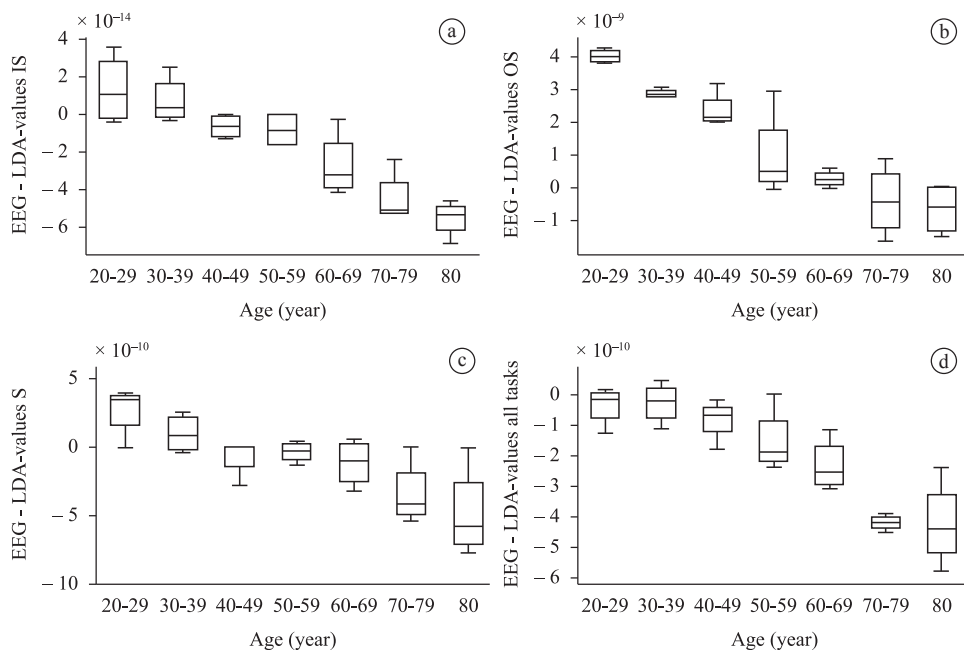 × 10⁻¹⁴
a
4
2
0
− 2
− 4
− 6
EEG - LDA-values IS
20-29 30-39 40-49 50-59 60-69 70-79 80
Age (year)
× 10⁻⁹
b
4
3
2
1
0
− 1
EEG - LDA-values OS
20-29 30-39 40-49 50-59 60-69 70-79 80
Age (year)
× 10⁻¹⁰
c
5
0
− 5
− 10
EEG - LDA-values S
20-29 30-39 40-49 50-59 60-69 70-79 80
Age (year)
× 10⁻¹⁰
d
0
− 1
− 2
− 3
− 4
− 5
− 6
EEG - LDA-values all tasks
20-29 30-39 40-49 50-59 60-69 70-79 80
Age (year)